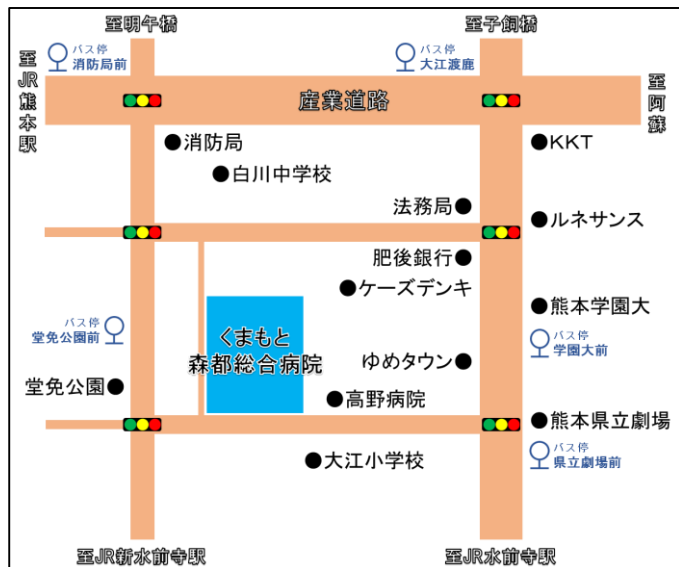 至明午橋
至子飼橋
バス停
消防局前
バス停
大江渡鹿
至JR熊本駅
産業道路
至阿蘇
消防局
KKT
白川中学校
法務局
ルネサンス
肥後銀行
ケーズデンキ
熊本学園大
バス停
堂免公園前
くまもと
森都総合病院
バス停
学園大前
ゆめタウン
堂免公園
高野病院
熊本県立劇場
バス停
県立劇場前
大江小学校
至JR新水前寺駅
至JR水前寺駅